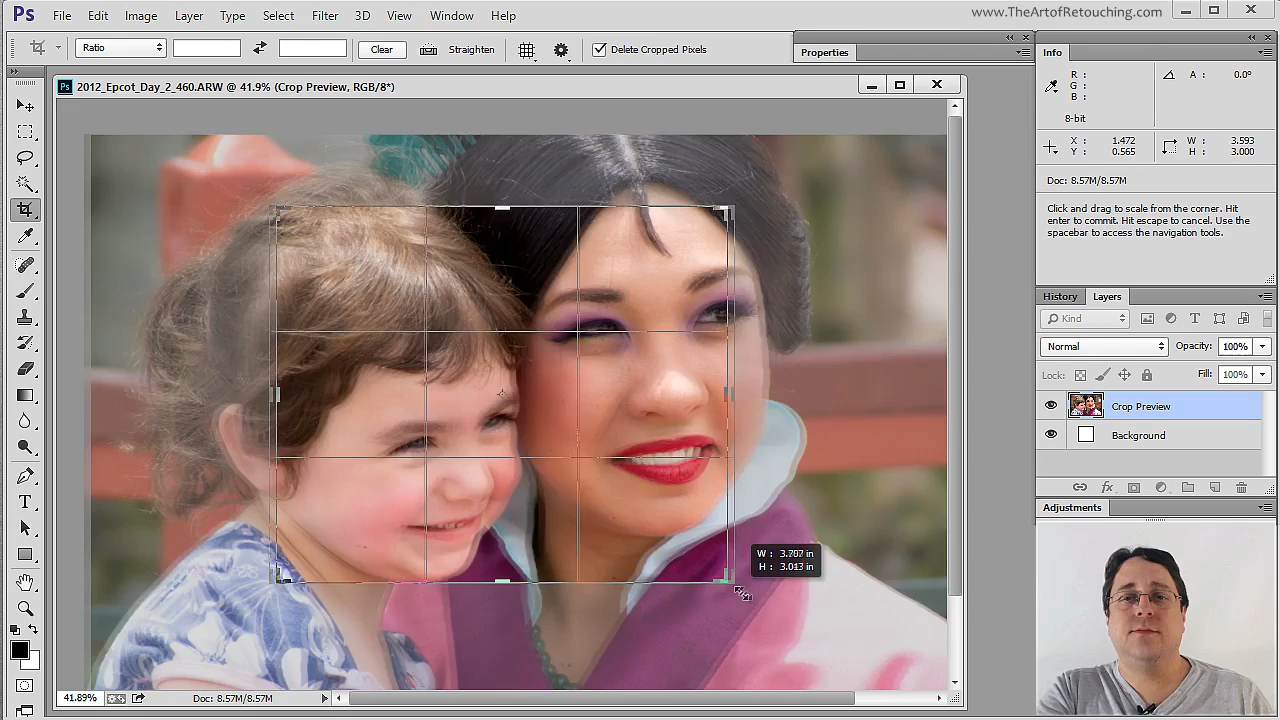 Ps File Edit Image Layer Type Select Filter 3D View Window Help
www.TheArtofRetouching.com
Ratio Clear Straighten Delete Cropped Pixels
Properties
Info
2012_Epcot_Day_2_460.ARW @ 41.9% (Crop Preview, RGB/8*)
R :
G :
B :
A : 0.0°
8-bit
X : 1.472
Y : 0.565
W : 3.593
H : 3.000
Doc: 8.57M/8.57M
Click and drag to scale from the corner. Hit
enter to commit. Hit escape to cancel. Use the
spacebar to access the navigation tools.
History Layers
Kind
Normal Opacity: 100%
Lock: Fill: 100%
Crop Preview
Background
Adjustments
W : 3.707 in
H : 3.013 in
41.89% Doc: 8.57M/8.57M